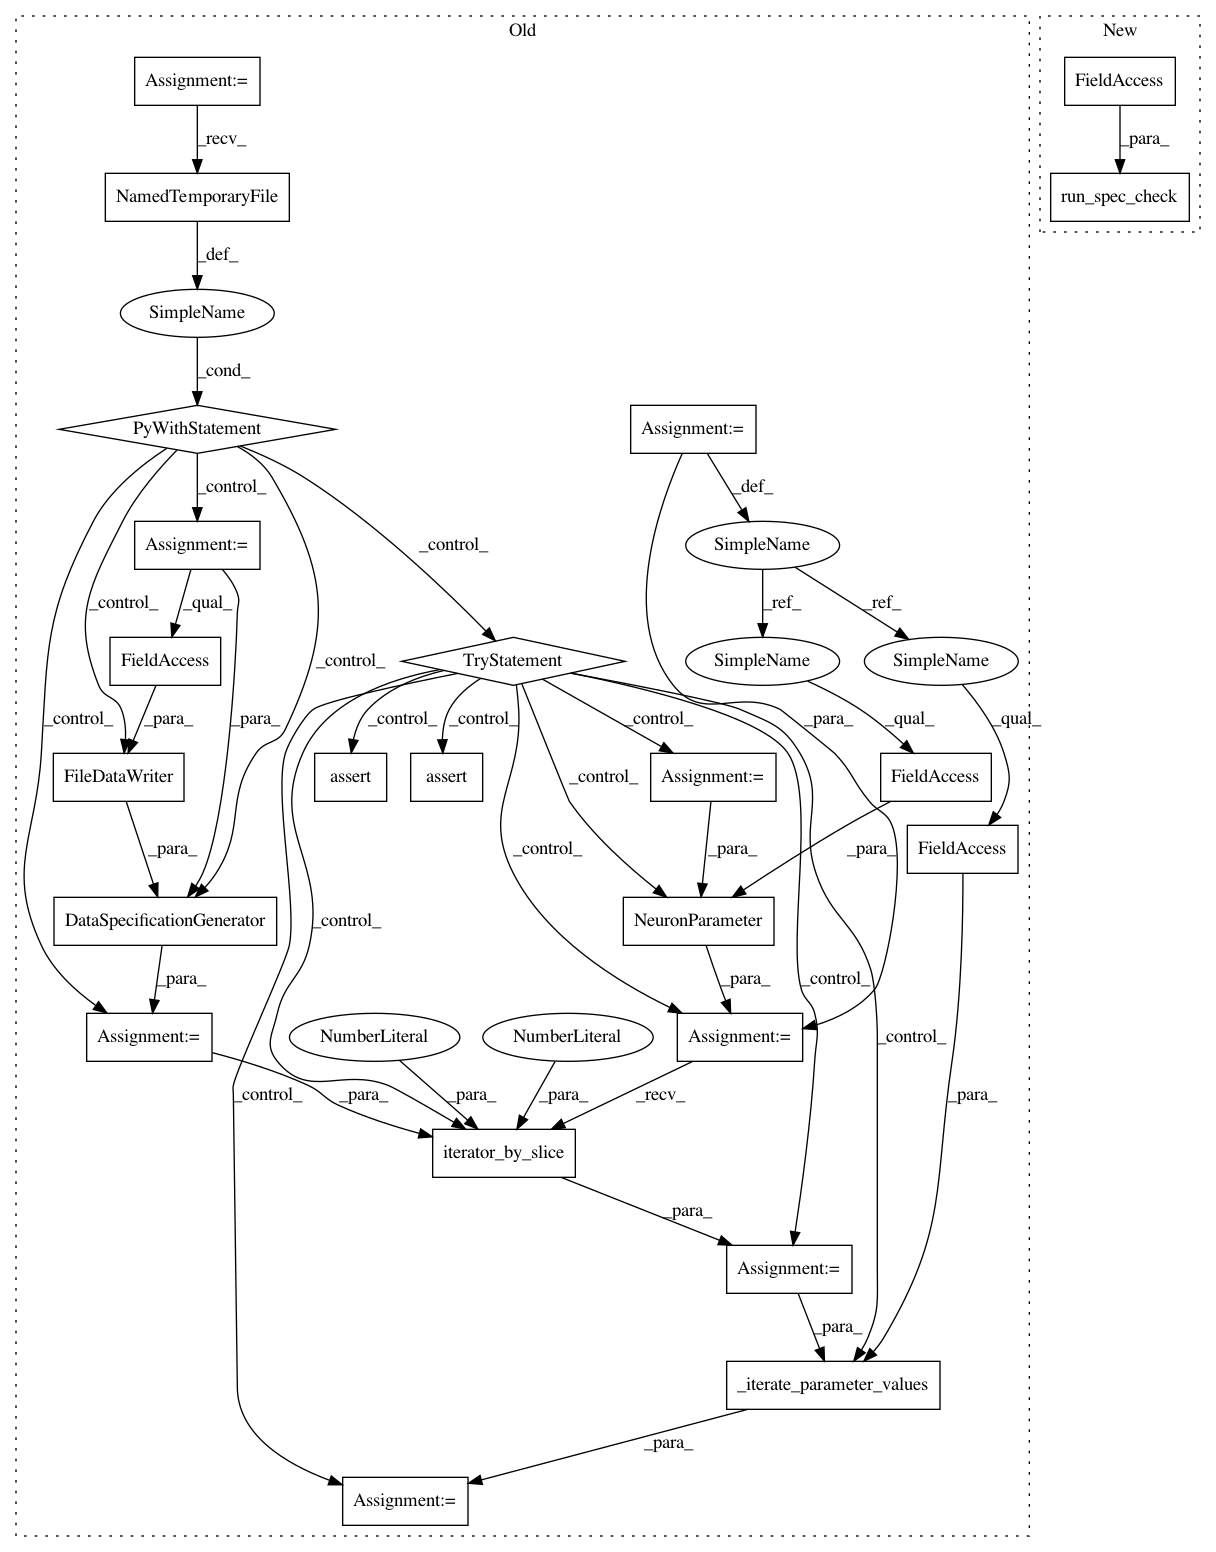 Old
New
Assignment:=
FieldAccess
_recv_
_para_
NamedTemporaryFile
run_spec_check
_def_
SimpleName
_cond_
PyWithStatement
Assignment:=
_control_
_def_
Assignment:=
SimpleName
_control_
_qual_
_control_
_ref_
_ref_
FieldAccess
TryStatement
SimpleName
SimpleName
_control_
_control_
_para_
_para_
_control_
_control_
_control_
_para_
_qual_
_qual_
FileDataWriter
assert
assert
Assignment:=
FieldAccess
_control_
FieldAccess
_para_
_control_
_para_
_para_
DataSpecificationGenerator
NeuronParameter
_control_
_para_
_para_
_control_
Assignment:=
NumberLiteral
NumberLiteral
Assignment:=
_control_
_control_
_para_
_para_
_para_
_recv_
_para_
iterator_by_slice
_para_
Assignment:=
_para_
_iterate_parameter_values
_para_
Assignment:=